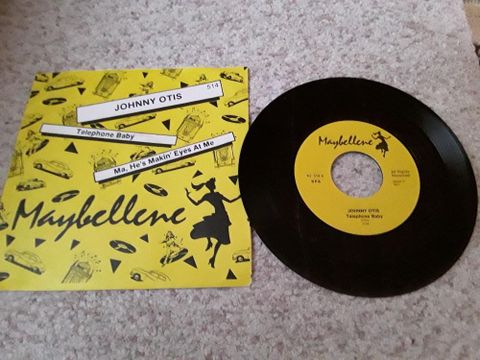 JOHNNY OTIS
514
Telephone Baby
Ma, He's Makin' Eyes At Me
Maybellene
Maybellene
JOHNNY OTIS
Telephone Baby